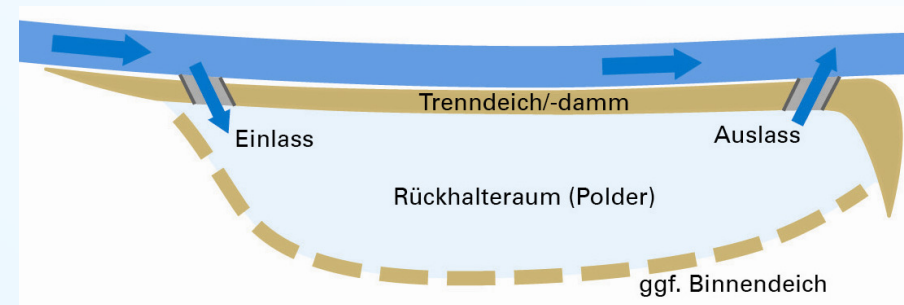 Trenndeich/-damm
Einlass
Auslass
Rückhalteraum (Polder)
ggf. Binnendeich